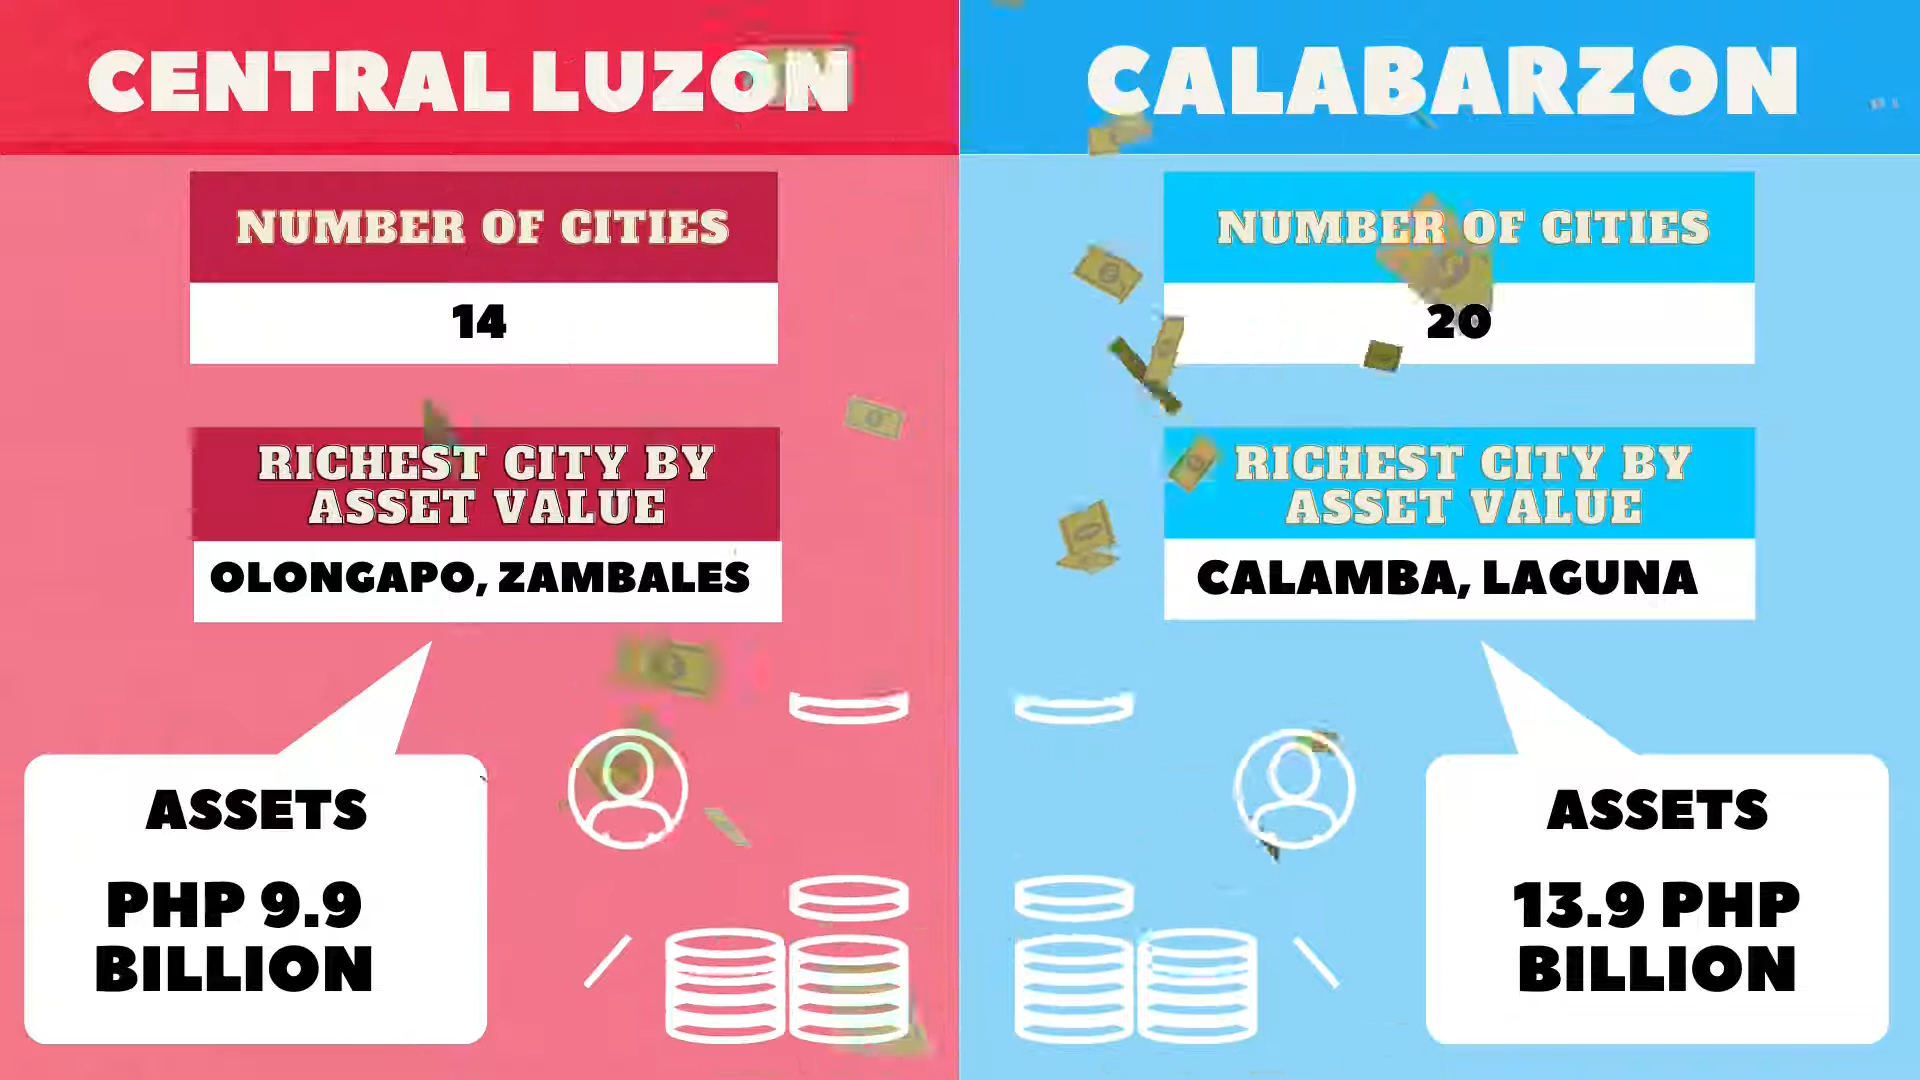 CENTRAL LUZON
NUMBER OF CITIES
14
RICHEST CITY BY
ASSET VALUE
OLONGAPO, ZAMBALES
ASSETS
PHP 9.9
BILLION
CALABARZON
NUMBER OF CITIES
20
RICHEST CITY BY
ASSET VALUE
CALAMBA, LAGUNA
ASSETS
13.9 PHP
BILLION